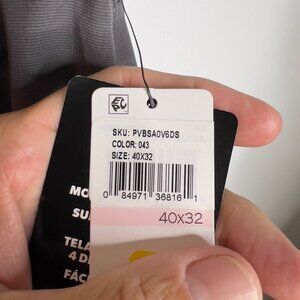 SKU: PVBSA0V6DS
COLOR: 043
SIZE: 40X32
0 84971 36816 1
40x32
MO
SU
TELA
4 D
FÁC